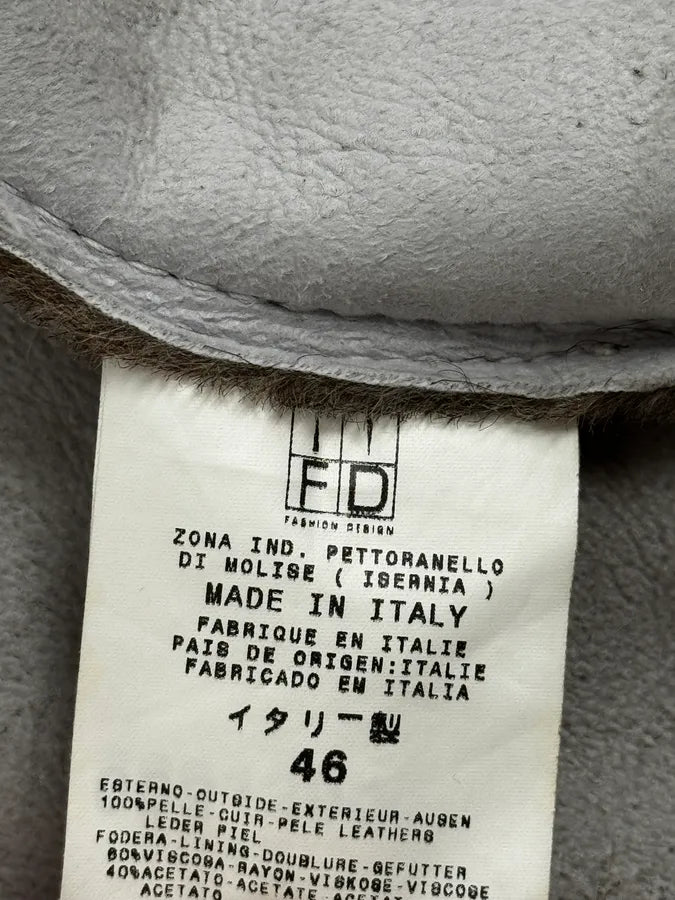 FD
FASHION DESIGN
ZONA IND. PETTORANELLO
DI MOLISE ( ISERNIA )
MADE IN ITALY
FABRIQUE EN ITALIE
PAIS DE ORIGEN:ITALIE
FABRICADO EM ITALIA
イタリー製
46
ESTERNO-OUTSIDE-EXTERIEUR-AUSEN
100%PELLE-CUIR-PELE LEATHERS
LEDER PIEL
FODERA-LINING-DOUBLURE-GEFUTTER
60%VISCOSA-RAYON-VISKOSE-VISCOSE
40%ACETATO-ACETATE-ACETAT
ACETATO